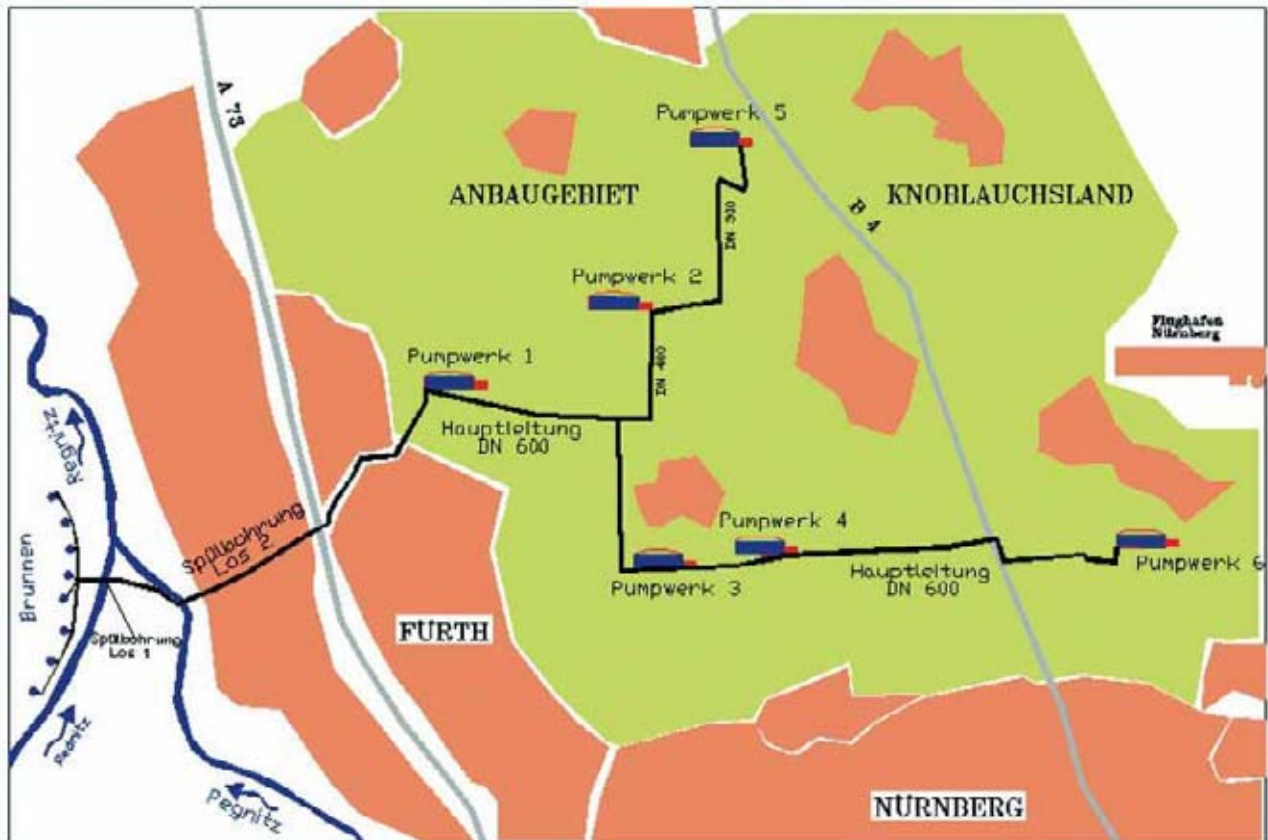 A 73
Pumpwerk 5
ANBAUGEBIET
KNOBLAUCHSLAND
B 4
DN 300
Pumpwerk 2
Flughafen
Nürnberg
Pumpwerk 1
DN 400
Hauptleitung
DN 600
Regnitz
Spülbohrung
Los 2
Pumpwerk 4
Brunnen
Pumpwerk 3
Hauptleitung
DN 600
Pumpwerk 6
Spülbohrung
Los 1
FÜRTH
Rednitz
Pegnitz
NÜRNBERG